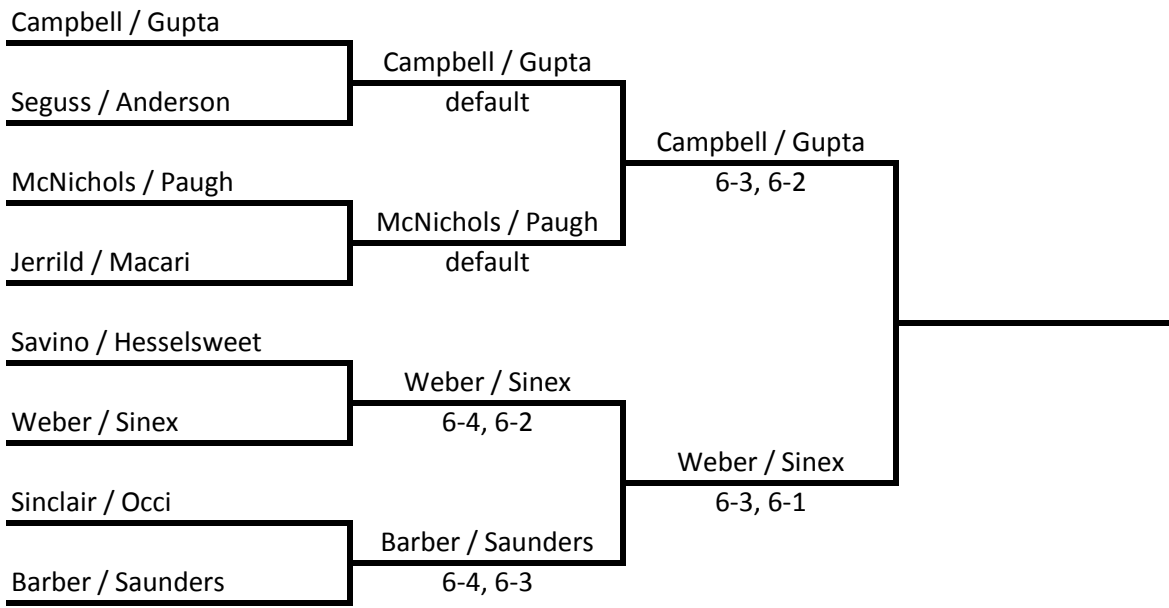 Campbell / Gupta
Seguss / Anderson
McNichols / Paugh
Jerrild / Macari
Savino / Hesselsweet
Weber / Sinex
Sinclair / Occi
Barber / Saunders
Campbell / Gupta
default
McNichols / Paugh
default
Weber / Sinex
6-4, 6-2
Barber / Saunders
6-4, 6-3
Campbell / Gupta
6-3, 6-2
Weber / Sinex
6-3, 6-1